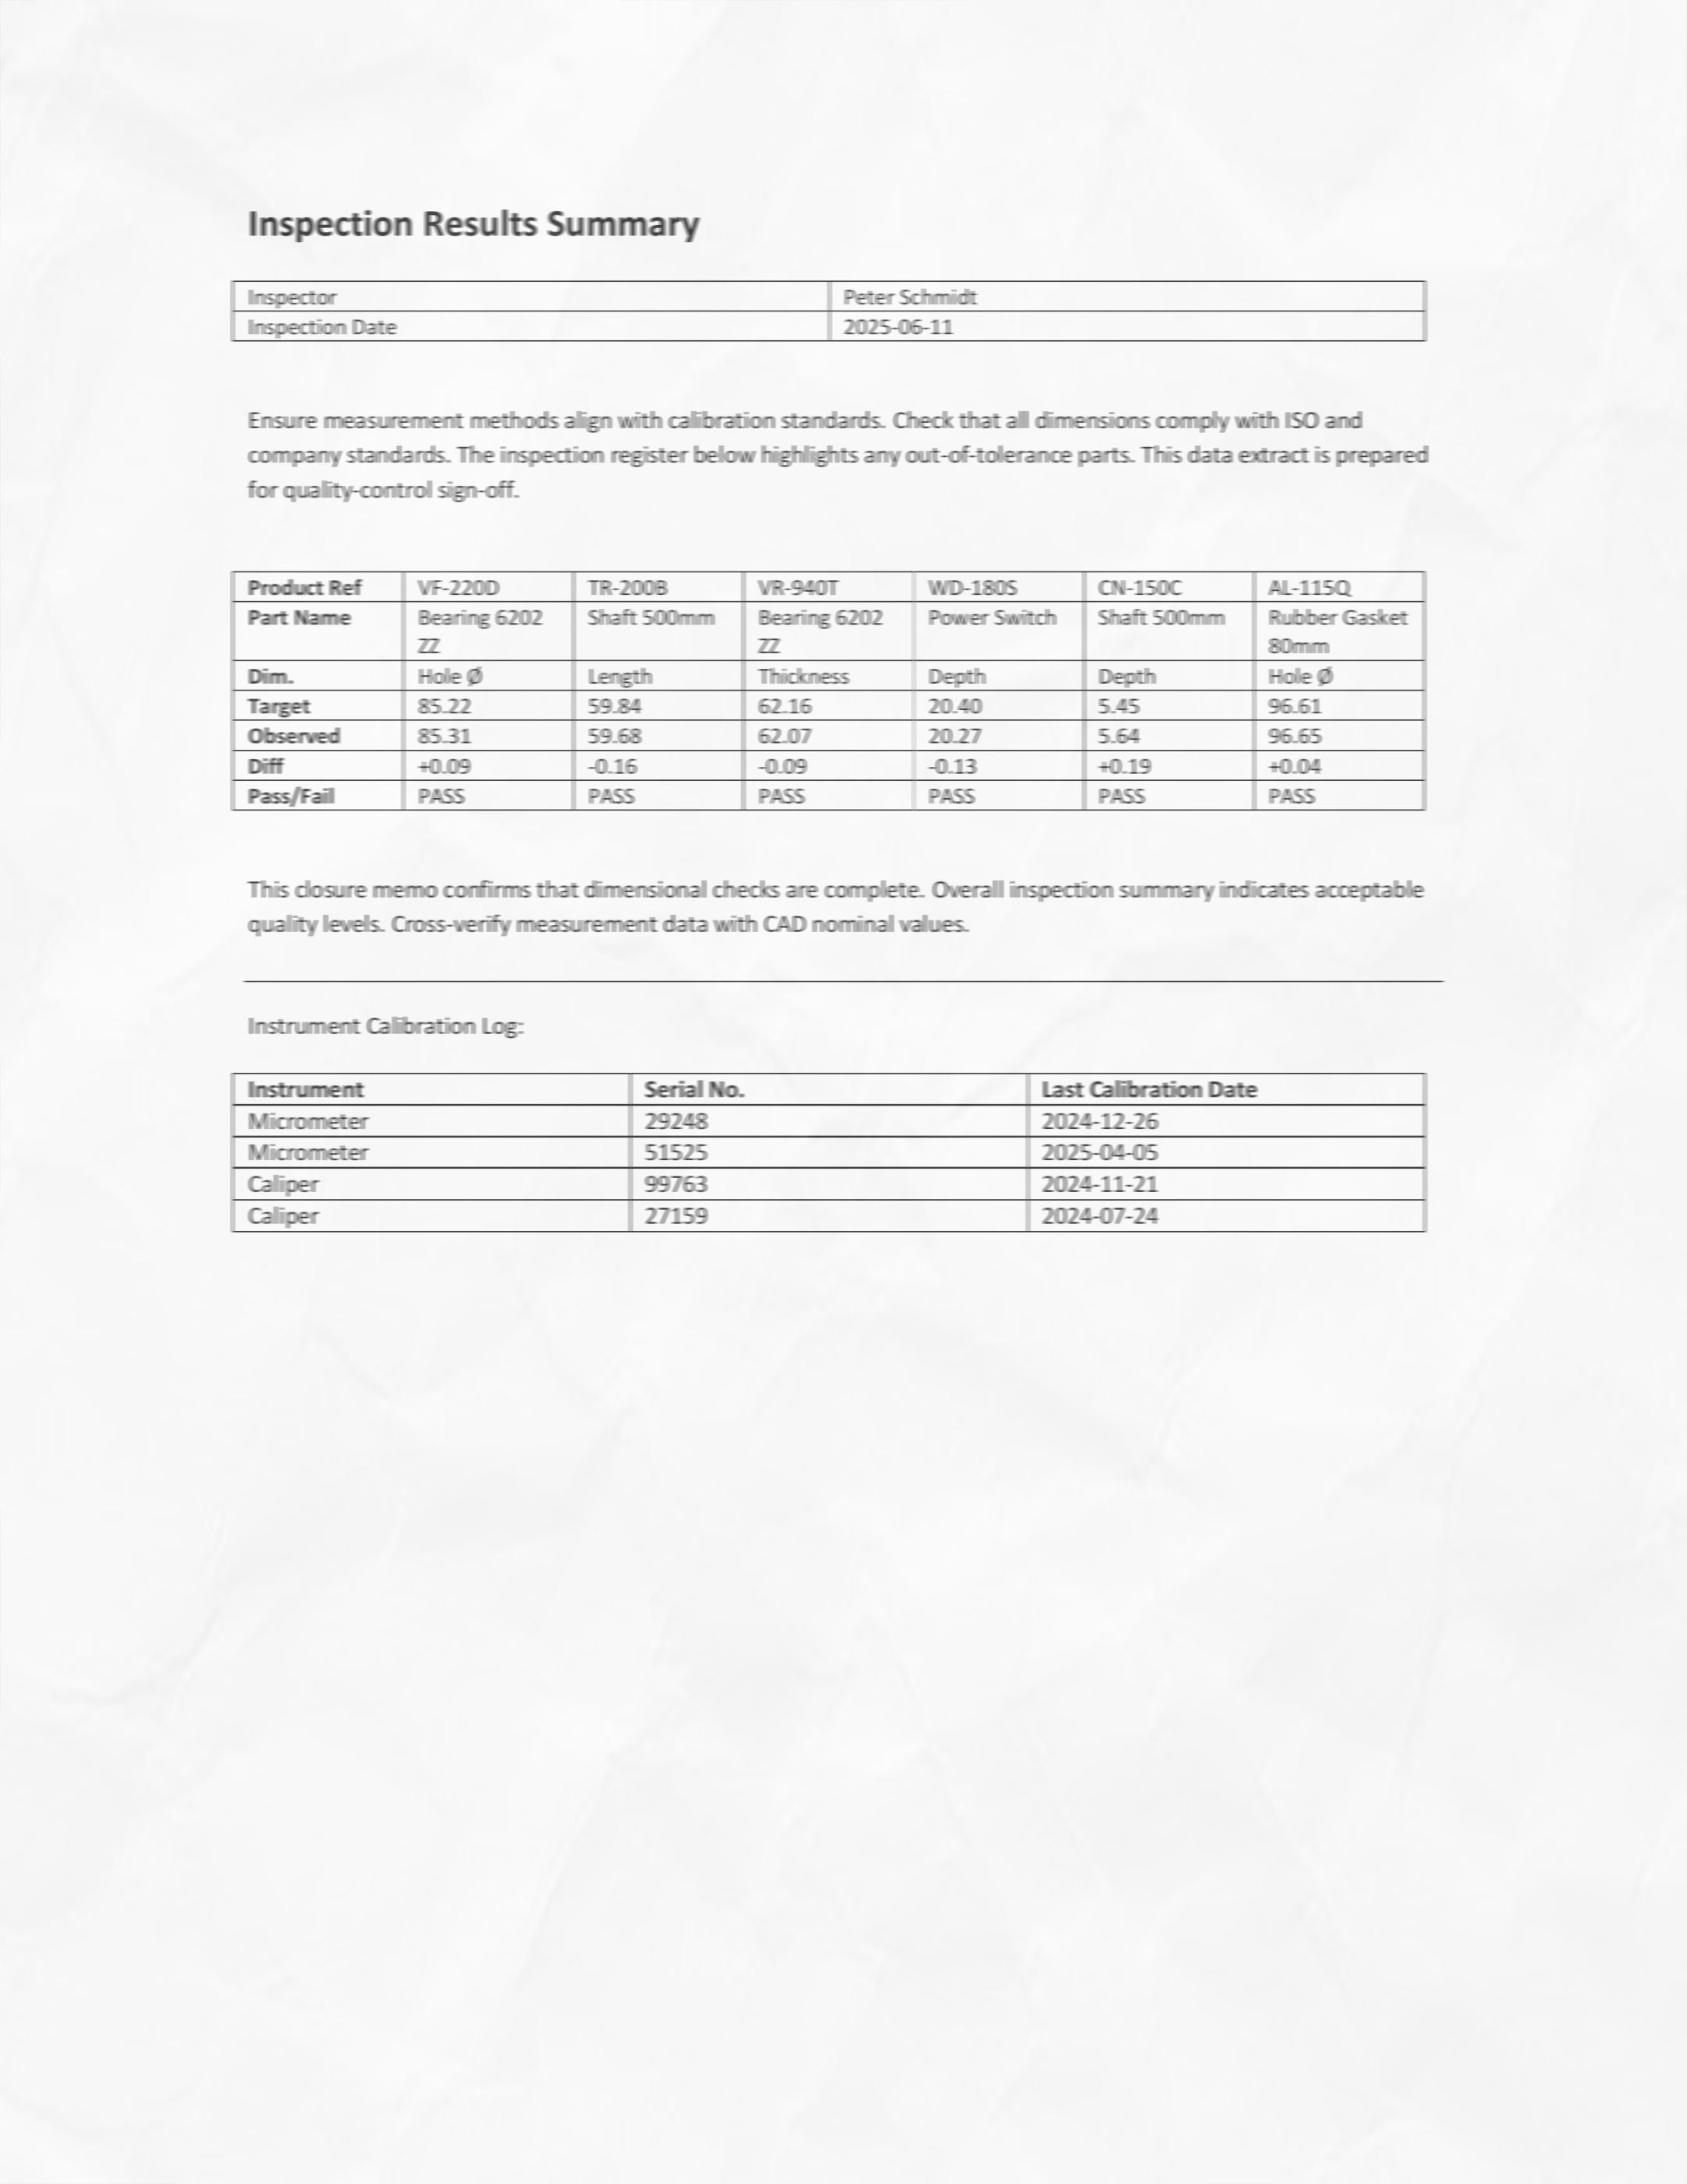 Inspection Results Summary
Inspector Peter Schmidt
Inspection Date 2025-06-11
Ensure measurement methods align with calibration standards. Check that all dimensions comply with ISO and
company standards. The inspection register below highlights any out-of-tolerance parts. This data extract is prepared
for quality-control sign-off.
Product Ref VF-220D TR-200B VR-940T WD-180S CN-150C AL-115Q
Part Name Bearing 6202 Shaft 500mm Bearing 6202 Power Switch Shaft 500mm Rubber Gasket
ZZ ZZ 80mm
Dim. Hole Ø Length Thickness Depth Depth Hole Ø
Target 85.22 59.84 62.16 20.40 5.45 96.61
Observed 85.31 59.68 62.07 20.27 5.64 96.65
Diff +0.09 -0.16 -0.09 -0.13 +0.19 +0.04
Pass/Fail PASS PASS PASS PASS PASS PASS
This closure memo confirms that dimensional checks are complete. Overall inspection summary indicates acceptable
quality levels. Cross-verify measurement data with CAD nominal values.
Instrument Calibration Log:
Instrument Serial No. Last Calibration Date
Micrometer 29248 2024-12-26
Micrometer 51525 2025-04-05
Caliper 99763 2024-11-21
Caliper 27159 2024-07-24